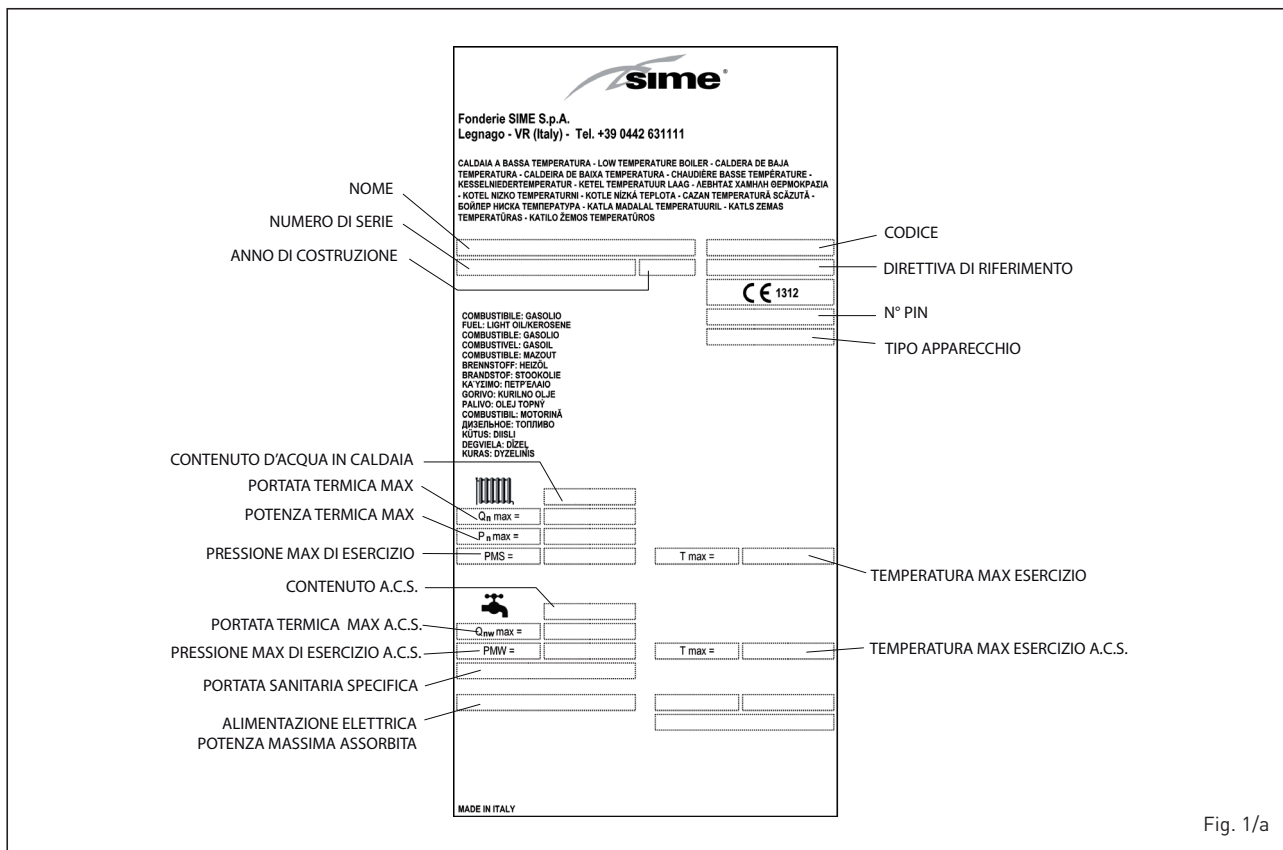 sime®
Fonderie SIME S.p.A.
Legnago - VR (Italy) - Tel. +39 0442 631111
CALDAIA A BASSA TEMPERATURA - LOW TEMPERATURE BOILER - CALDERA DE BAJA
TEMPERATURA - CALDEIRA DE BAIXA TEMPERATURA - CHAUDIÈRE BASSE TEMPÉRATURE -
KESSELNIEDERTEMPERATUR - KETEL TEMPERATUUR LAAG - ΛΕΒΗΤΑΣ ΧΑΜΗΛΗ ΘΕΡΜΟΚΡΑΣΙΑ
- KOTEL NIZKO TEMPERATURNI - KOTLE NÍZKÁ TEPLOTA - CAZAN TEMPERATURĂ SCĂZUTĂ -
БОЙЛЕР НИСКА ТЕМПЕРАТУРА - KATLA MADALAL TEMPERATUURIL - KATLS ZEMAS
TEMPERATŪRAS - KATILO ŽEMOS TEMPERATŪROS
NOME
NUMERO DI SERIE
ANNO DI COSTRUZIONE
CODICE
DIRETTIVA DI RIFERIMENTO
CE 1312
N° PIN
TIPO APPARECCHIO
COMBUSTIBILE: GASOLIO
FUEL: LIGHT OIL/KEROSENE
COMBUSTIBLE: GASOLIO
COMBUSTIVEL: GASOIL
COMBUSTIBLE: MAZOUT
BRENNSTOFF: HEIZÖL
BRANDSTOF: STOOKOLIE
ΚΑΎΣΙΜΟ: ΠΕΤΡΈΛΑΙΟ
GORIVO: KURILNO OLJE
PALIVO: OLEJ TOPNÝ
COMBUSTIBIL: MOTORINĂ
ДИЗЕЛЬНОЕ: ТОПЛИВО
KÜTUS: DIISLI
DEGVIELA: DĪZEĻ
KURAS: DYZELINIS
CONTENUTO D'ACQUA IN CALDAIA
PORTATA TERMICA MAX
Qn max =
POTENZA TERMICA MAX
Pn max =
PRESSIONE MAX DI ESERCIZIO
PMS =
T max =
TEMPERATURA MAX ESERCIZIO
CONTENUTO A.C.S.
PORTATA TERMICA MAX A.C.S.
Qnw max =
PRESSIONE MAX DI ESERCIZIO A.C.S.
PMW =
T max =
TEMPERATURA MAX ESERCIZIO A.C.S.
PORTATA SANITARIA SPECIFICA
ALIMENTAZIONE ELETTRICA
POTENZA MASSIMA ASSORBITA
MADE IN ITALY
Fig. 1/a